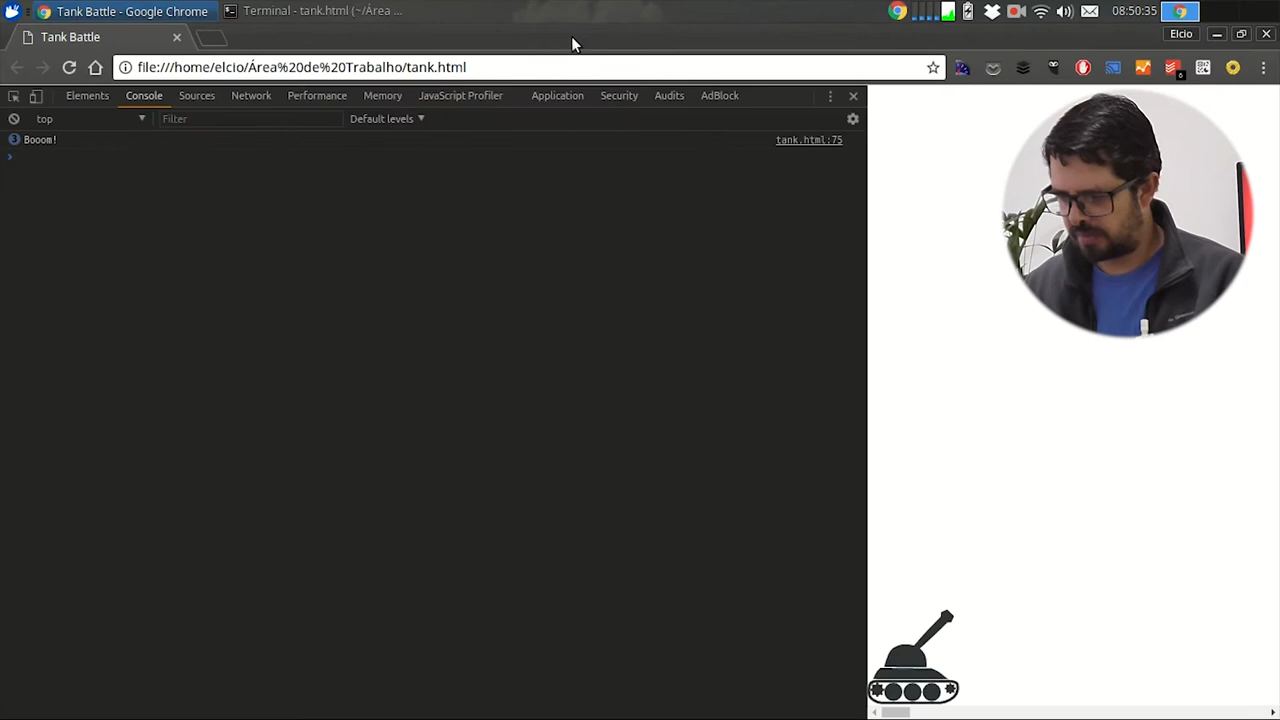 Tank Battle - Google Chrome
Terminal - tank.html (~/Área ...
08:50:35
Tank Battle
Elcio
file:///home/elcio/Área%20de%20Trabalho/tank.html
6
Elements Console Sources Network Performance Memory JavaScript Profiler Application Security Audits AdBlock
top Filter Default levels
3 Booom! tank.html:75